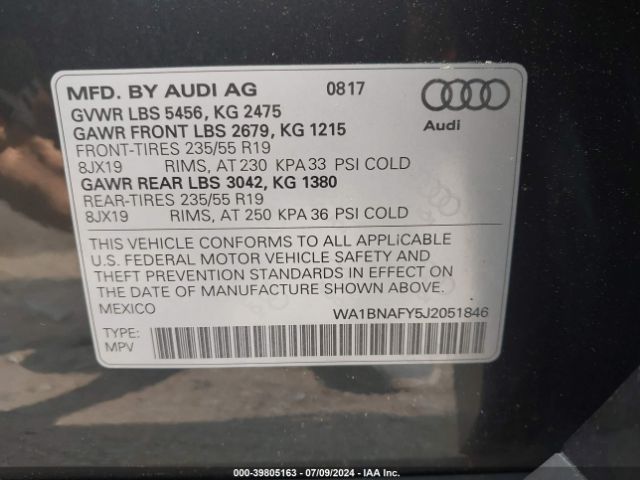 MFD. BY AUDI AG 0817
GVWR LBS 5456, KG 2475
GAWR FRONT LBS 2679, KG 1215
FRONT-TIRES 235/55 R19
8JX19 RIMS, AT 230 KPA 33 PSI COLD
GAWR REAR LBS 3042, KG 1380
REAR-TIRES 235/55 R19
8JX19 RIMS, AT 250 KPA 36 PSI COLD
Audi
THIS VEHICLE CONFORMS TO ALL APPLICABLE
U.S. FEDERAL MOTOR VEHICLE SAFETY AND
THEFT PREVENTION STANDARDS IN EFFECT ON
THE DATE OF MANUFACTURE SHOWN ABOVE.
MEXICO WA1BNAFY5J2051846
TYPE:
MPV
000-39805163 - 07/09/2024 - IAA Inc.